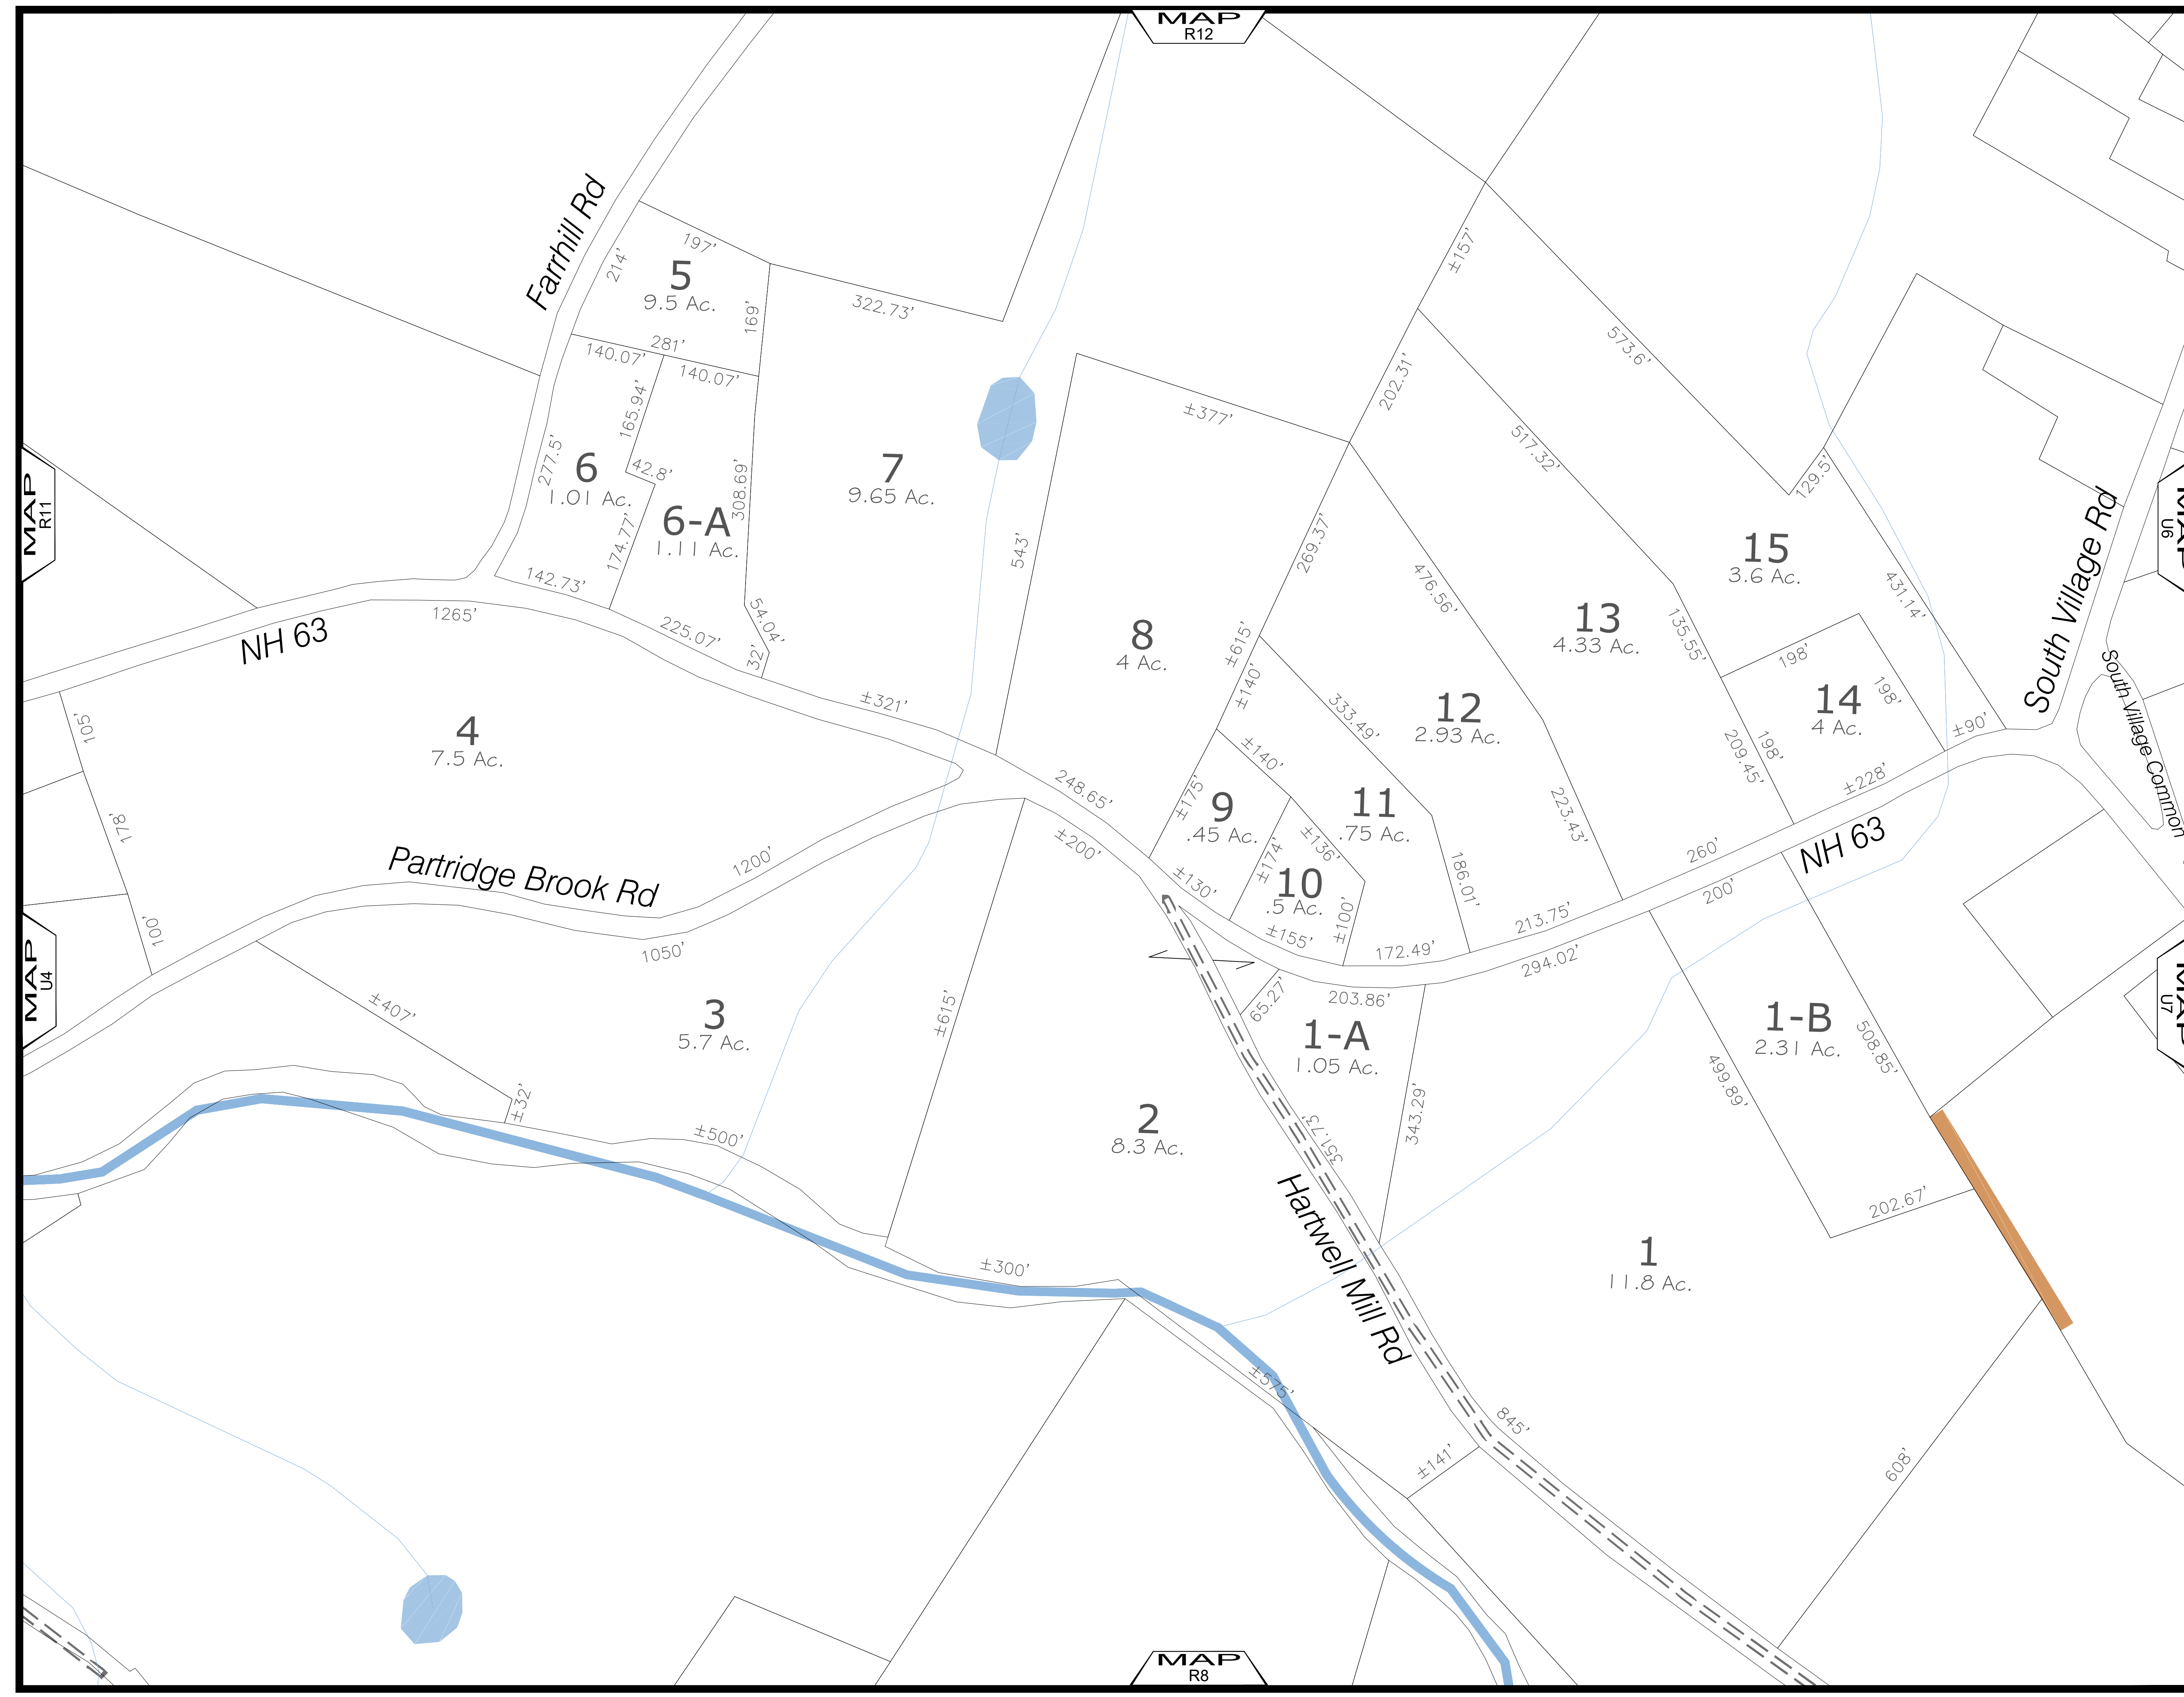 MAP
R12
Farrhill Rd
197'
214'
5
9.5 Ac.
169'
322.73'
±157'
281'
140.07'
140.07'
573.6'
202.31'
±377'
165.94'
277.5'
6
1.01 Ac.
42.8'
308.69'
7
9.65 Ac.
517.32'
129.5'
MAP
R11
6-A
1.11 Ac.
174.77'
543'
269.37'
476.56'
15
3.6 Ac.
431.14'
South Village Rd
MAP
U6
142.73'
1265'
NH 63
225.07'
54.04'
32'
8
4 Ac.
±615'
±140'
13
4.33 Ac.
135.55'
198'
198'
14
4 Ac.
±90'
South Village Common
105'
4
7.5 Ac.
±321'
333.49'
12
2.93 Ac.
209.45'
198'
±228'
248.65'
±140'
±175'
9
.45 Ac.
11
.75 Ac.
223.43'
178'
Partridge Brook Rd
1200'
±200'
±130'
±174'
±136'
10
.5 Ac.
186.01'
260'
200'
NH 63
100'
1050'
±155'
±100'
172.49'
213.75'
294.02'
MAP
U4
±407'
3
5.7 Ac.
±615'
65.27'
203.86'
1-A
1.05 Ac.
1-B
2.31 Ac.
508.85'
499.89'
MAP
U7
±32'
±500'
2
8.3 Ac.
351.73'
343.29'
202.67'
Hartwell Mill Rd
1
11.8 Ac.
±300'
±575'
845'
±141'
608'
MAP
R8